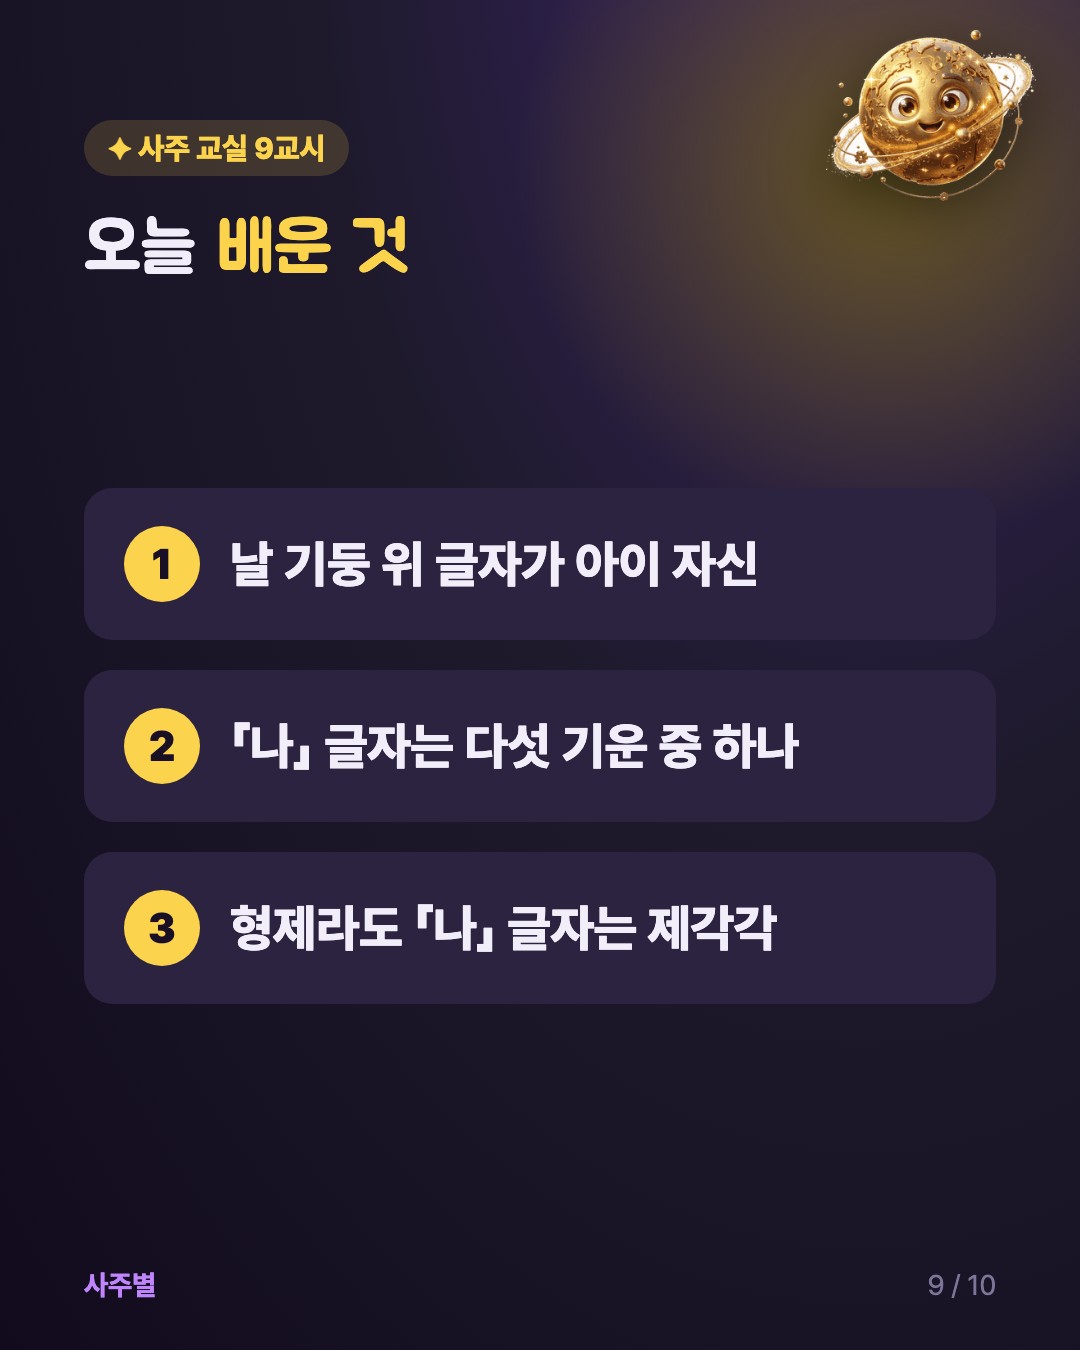 ✦ 사주 교실 9교시
오늘 배운 것
1 날 기둥 위 글자가 아이 자신
2 「나」 글자는 다섯 기운 중 하나
3 형제라도 「나」 글자는 제각각
사주별
9 / 10